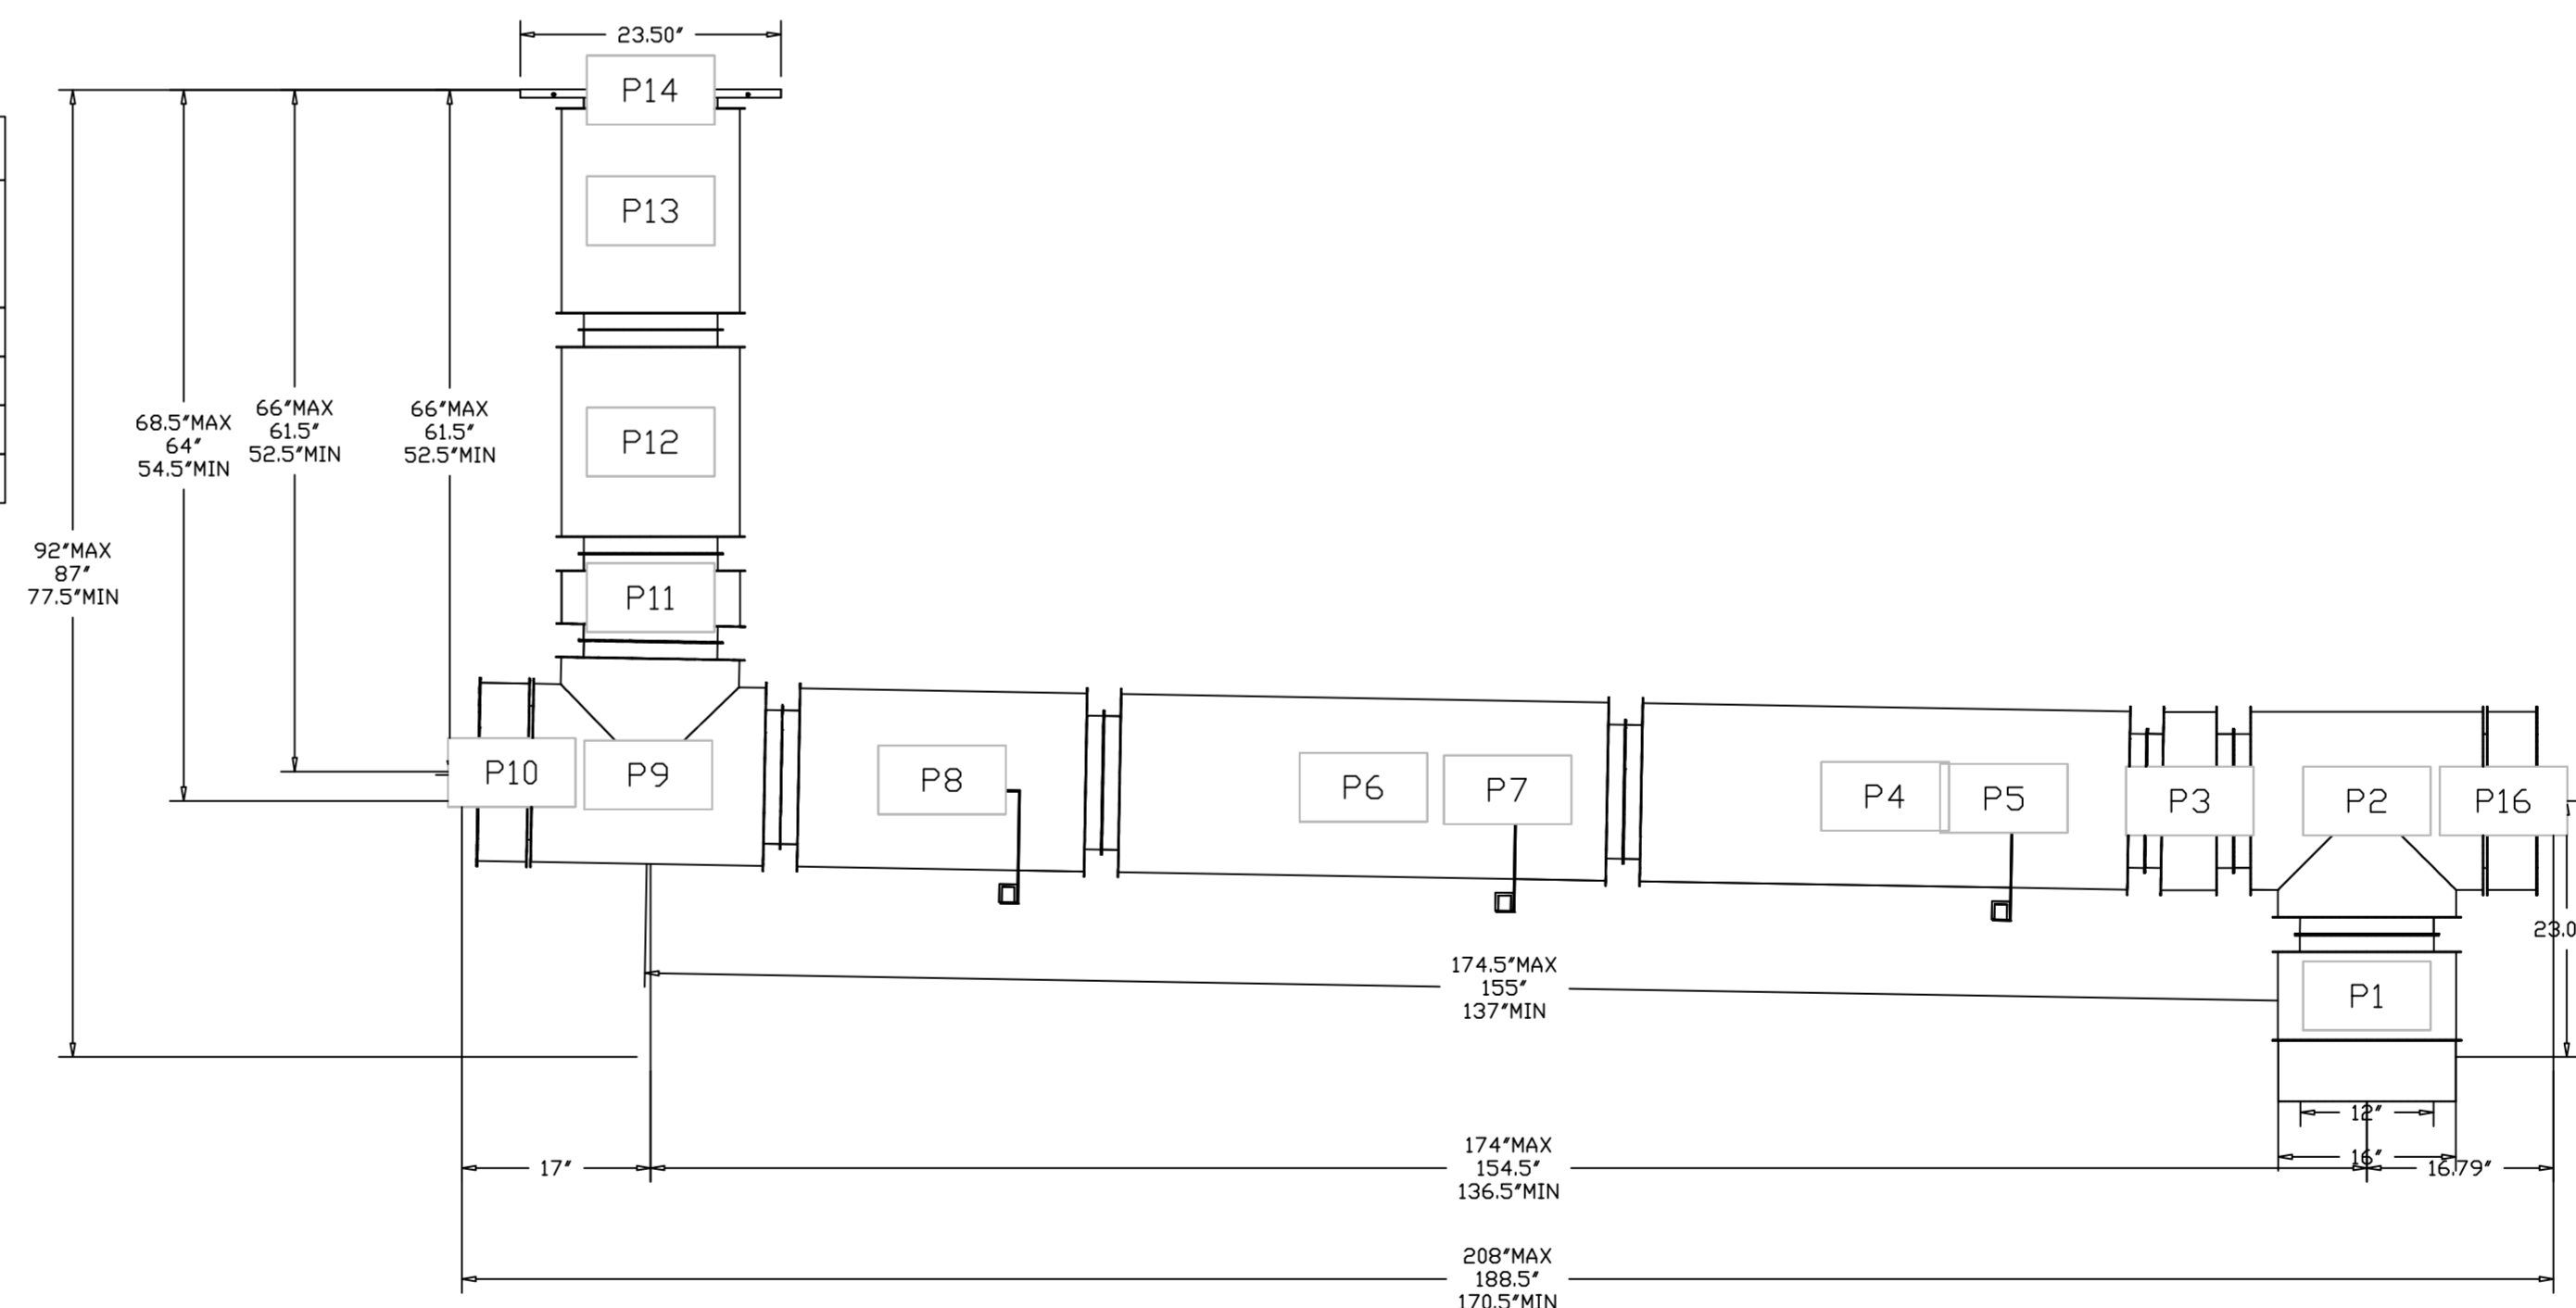 23.50"
P14
P13
68.5"MAX
64"
54.5"MIN
66"MAX
61.5"
52.5"MIN
66"MAX
61.5"
52.5"MIN
P12
92"MAX
87"
77.5"MIN
P11
P10
P9
P8
P6
P7
P4
P5
P3
P2
P16
23.0
174.5"MAX
155"
137"MIN
P1
12"
174"MAX
154.5"
136.5"MIN
17"
16"
16.79"
208"MAX
188.5"
170.5"MIN